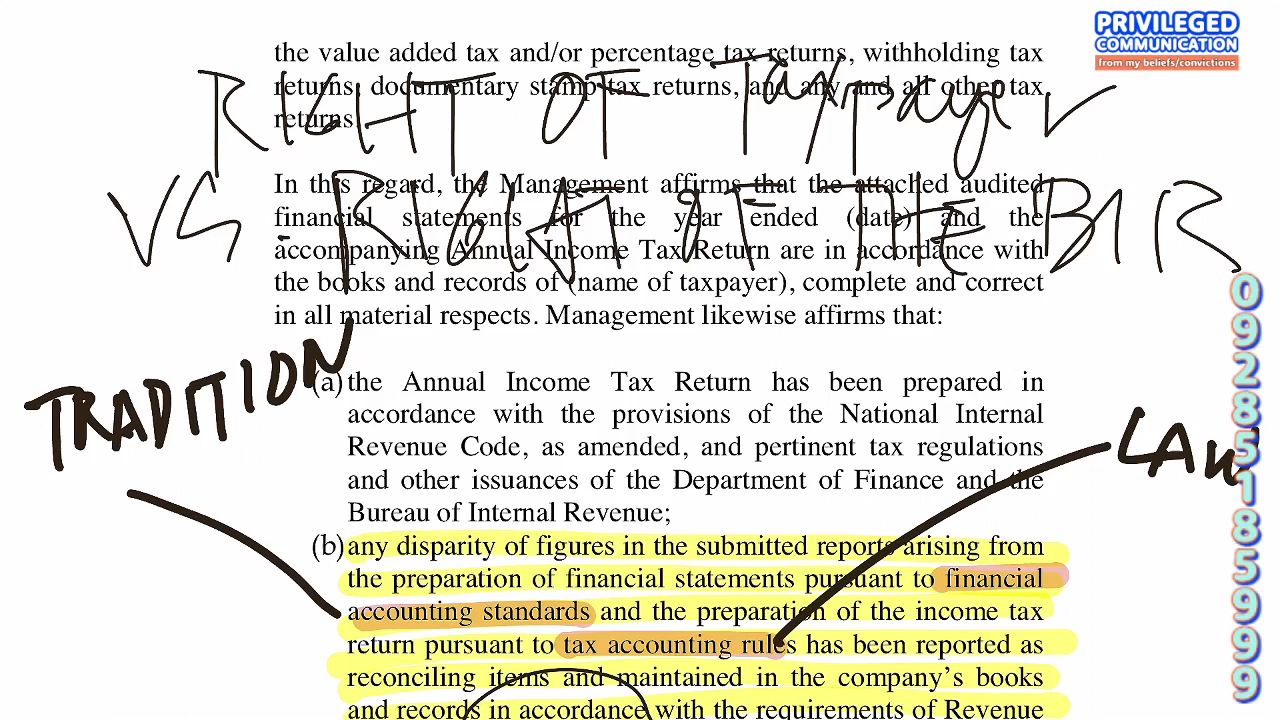 PRIVILEGED
COMMUNICATION
from my beliefs/convictions
the value added tax and/or percentage tax returns, withholding tax
returns, documentary stamp tax returns, and any and all other tax
returns.
RIGHT OF Taxpayer
In this regard, the Management affirms that the attached audited
financial statements for the year ended (date) and the
accompanying Annual Income Tax Return are in accordance with
the books and records of (name of taxpayer), complete and correct
in all material respects. Management likewise affirms that:
VS. RIGHT OF THE BIR
TRADITION
(a) the Annual Income Tax Return has been prepared in
accordance with the provisions of the National Internal
Revenue Code, as amended, and pertinent tax regulations
and other issuances of the Department of Finance and the
Bureau of Internal Revenue;
LAW
(b) any disparity of figures in the submitted reports arising from
the preparation of financial statements pursuant to financial
accounting standards and the preparation of the income tax
return pursuant to tax accounting rules has been reported as
reconciling items and maintained in the company's books
and records in accordance with the requirements of Revenue
09285185999